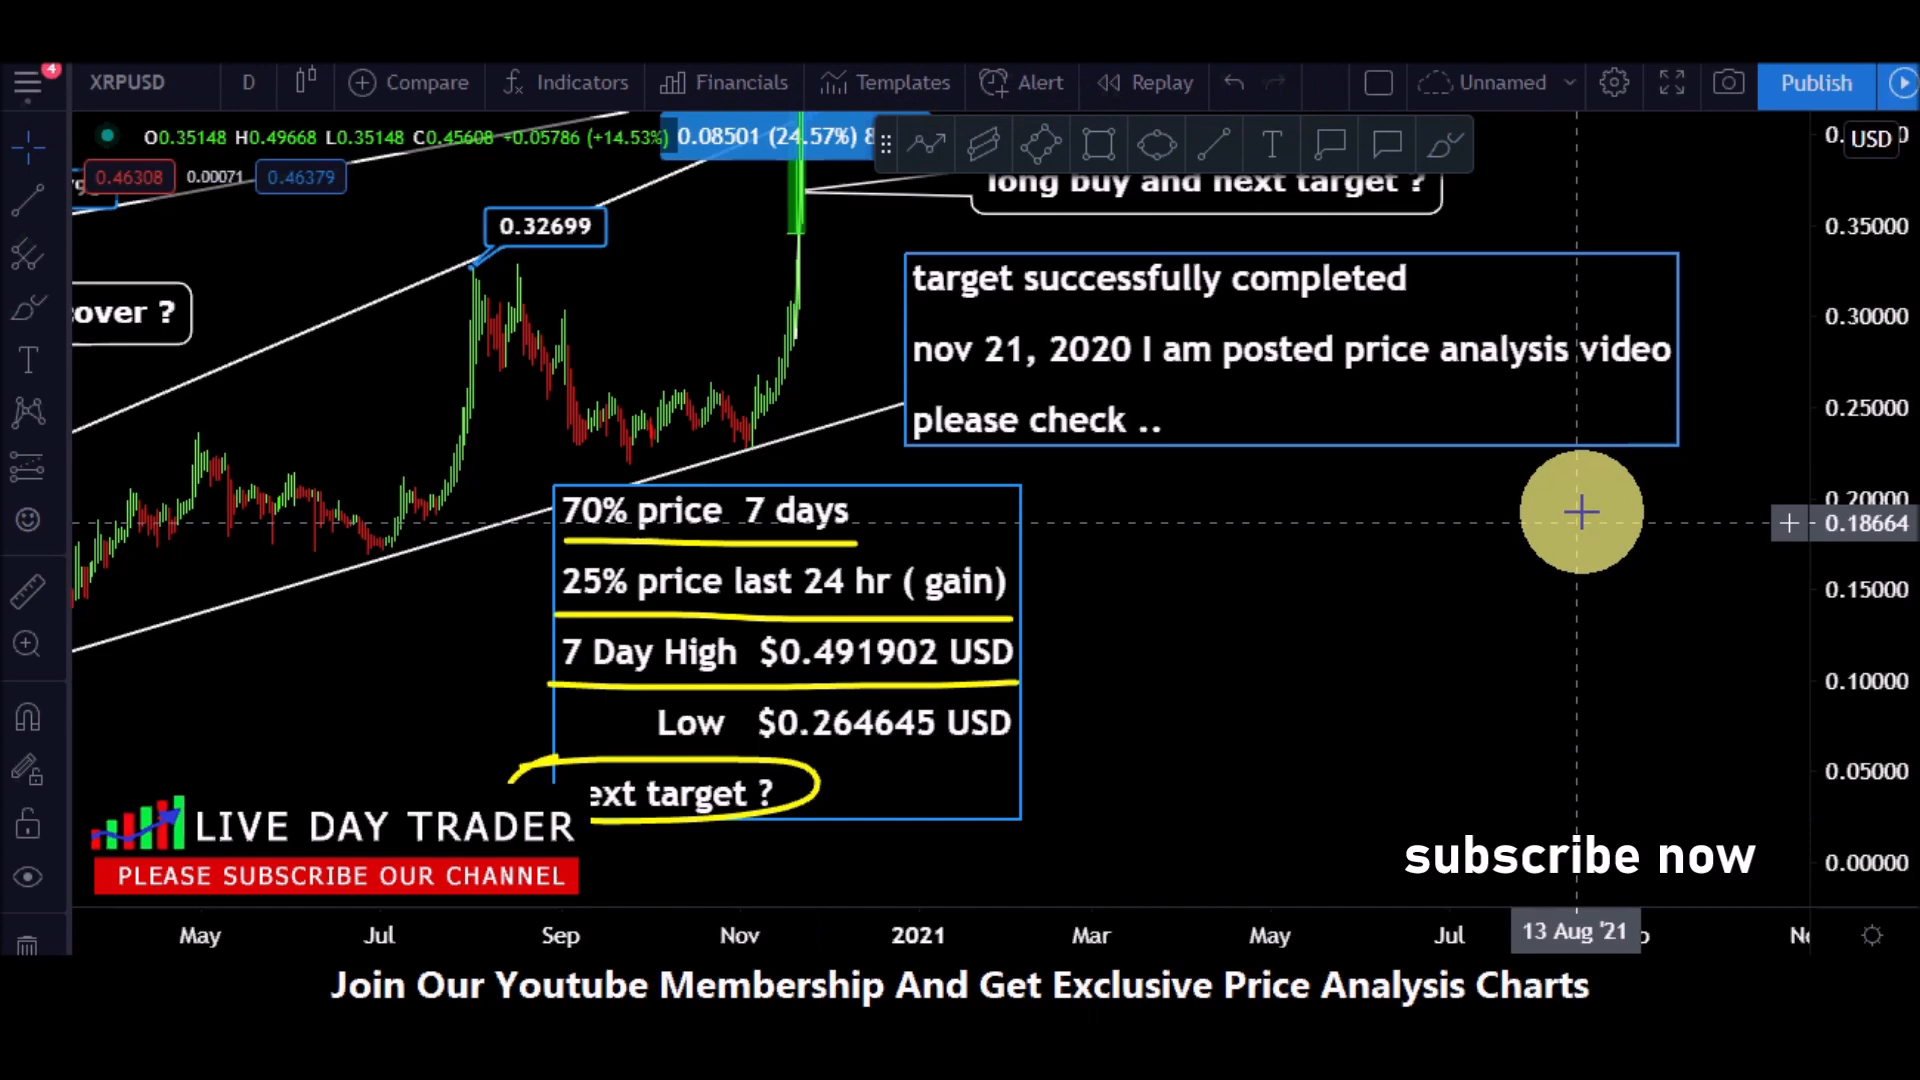 4
XRPUSD D Compare Indicators Financials Templates Alert Replay Unnamed Publish
O0.35148 H0.49668 L0.35148 C0.45608 +0.05786 (+14.53%)
0.08501 (24.57%) 8
USD
0.46308 0.00071 0.46379
long buy and next target ?
0.32699
0.35000
target successfully completed
cover ?
0.30000
nov 21, 2020 I am posted price analysis video
0.25000
please check ..
0.20000
70% price 7 days
0.18664
25% price last 24 hr ( gain)
0.15000
7 Day High $0.491902 USD
0.10000
Low $0.264645 USD
0.05000
ext target ?
LIVE DAY TRADER
PLEASE SUBSCRIBE OUR CHANNEL
subscribe now
0.00000
May Jul Sep Nov 2021 Mar May Jul 13 Aug '21
Join Our Youtube Membership And Get Exclusive Price Analysis Charts